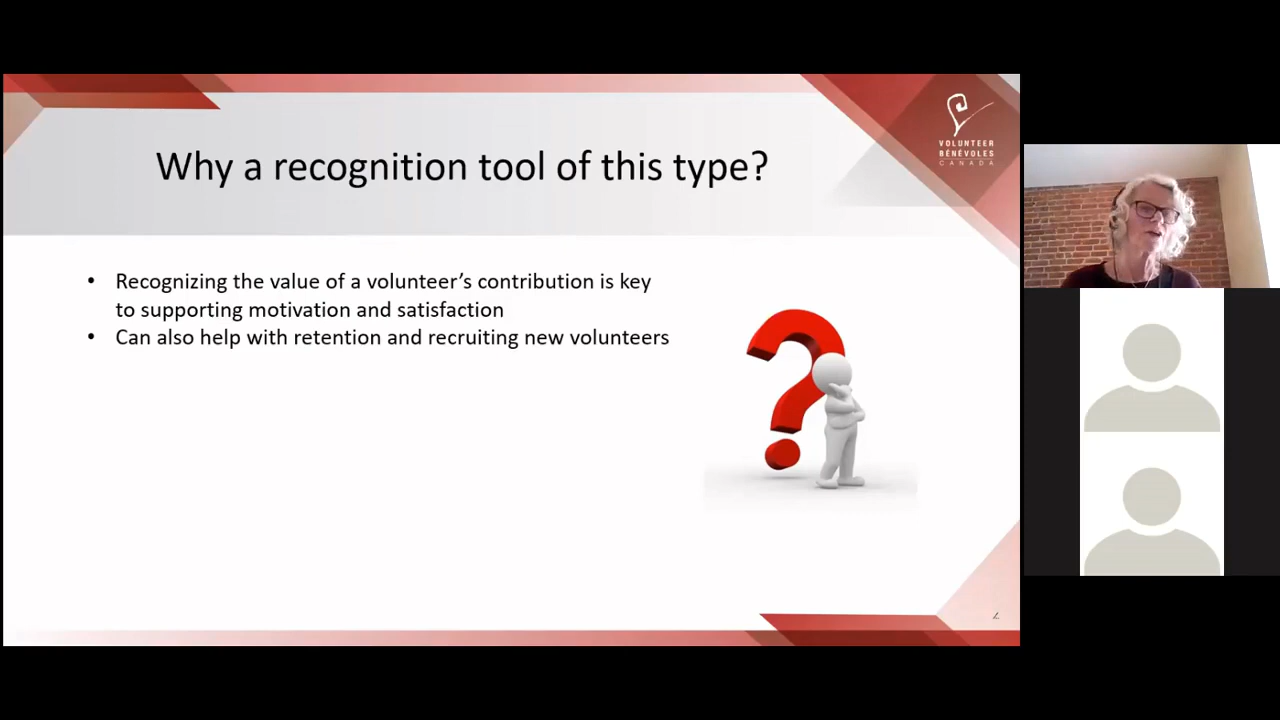 Why a recognition tool of this type?
VOLUNTEER
BÉNÉVOLES
CANADA
• Recognizing the value of a volunteer’s contribution is key
to supporting motivation and satisfaction
• Can also help with retention and recruiting new volunteers